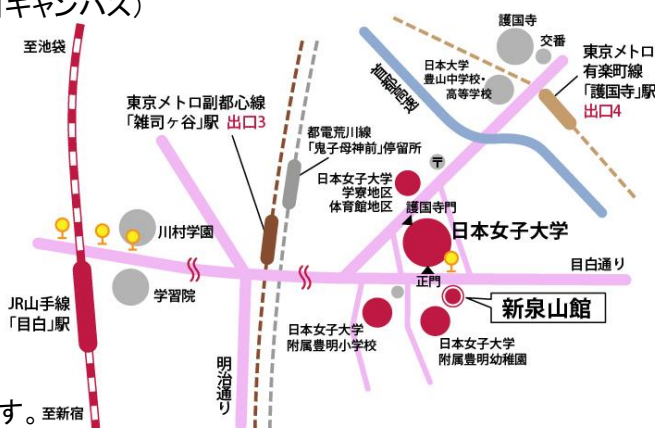 キャンパス)
至池袋
護国寺
交番
日本大学
豊山中学校・
高等学校
東京メトロ
有楽町線
「護国寺」駅
出口4
首都高速
東京メトロ副都心線
「雑司ヶ谷」駅 出口3
都電荒川線
「鬼子母神前」停留所
〒
日本女子大学
学寮地区
体育館地区
護国寺門
日本女子大学
川村学園
目白通り
正門
JR山手線
「目白」駅
学習院
新泉山館
日本女子大学
附属豊明小学校
日本女子大学
附属豊明幼稚園
明治通り
す。
至新宿